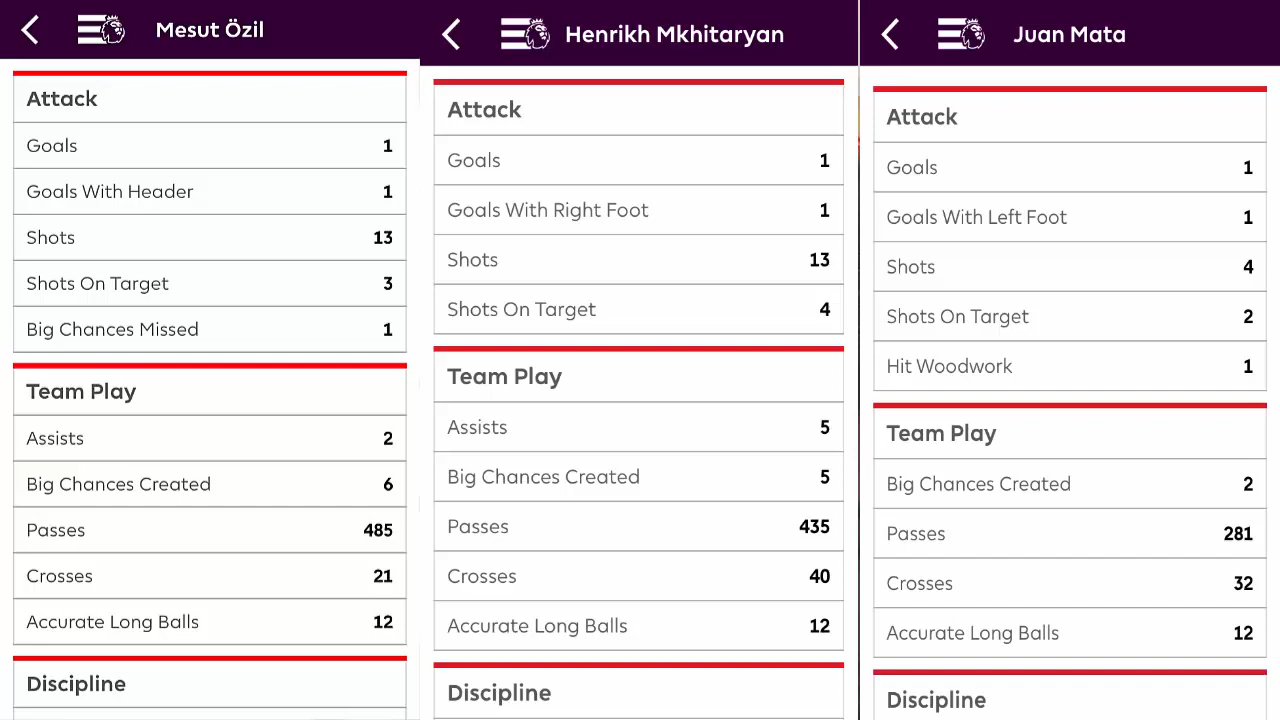 Mesut Özil
Attack
Goals 1
Goals With Header 1
Shots 13
Shots On Target 3
Big Chances Missed 1
Team Play
Assists 2
Big Chances Created 6
Passes 485
Crosses 21
Accurate Long Balls 12
Discipline
Henrikh Mkhitaryan
Attack
Goals 1
Goals With Right Foot 1
Shots 13
Shots On Target 4
Team Play
Assists 5
Big Chances Created 5
Passes 435
Crosses 40
Accurate Long Balls 12
Discipline
Juan Mata
Attack
Goals 1
Goals With Left Foot 1
Shots 4
Shots On Target 2
Hit Woodwork 1
Team Play
Big Chances Created 2
Passes 281
Crosses 32
Accurate Long Balls 12
Discipline